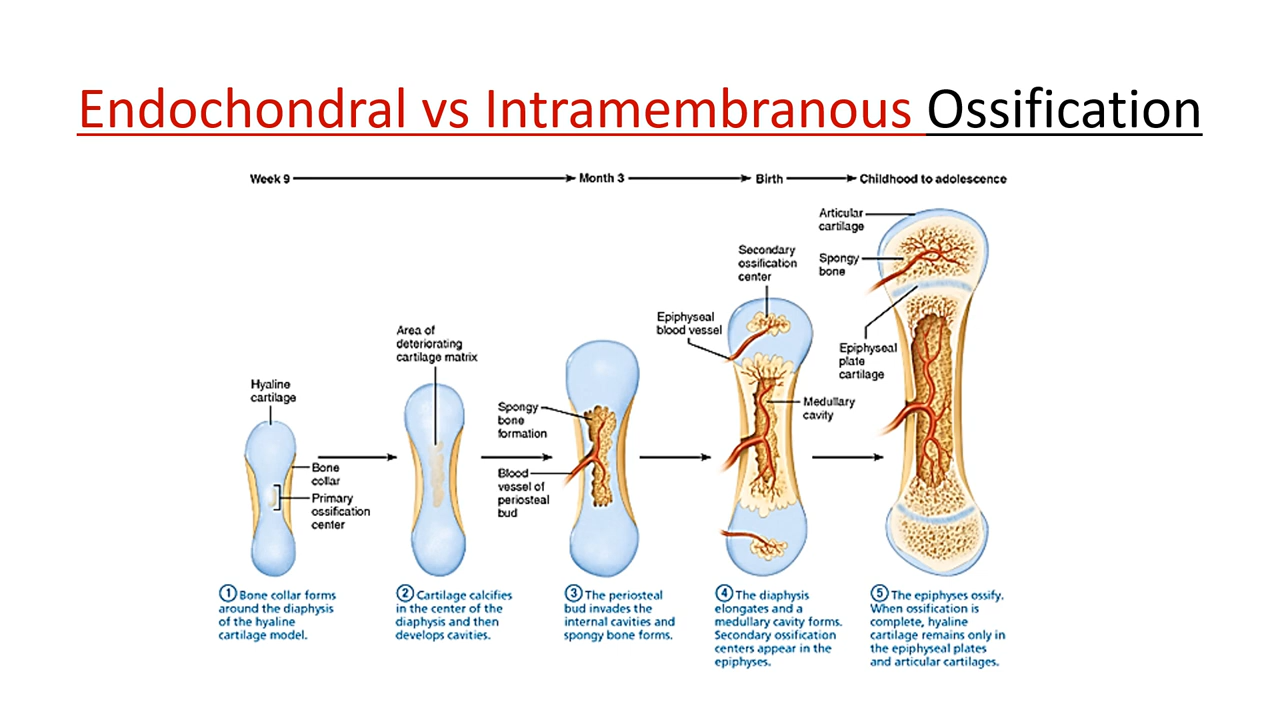 Endochondral vs Intramembranous Ossification
Week 9
Month 3
Birth
Childhood to adolescence
Hyaline
cartilage
Bone
collar
Primary
ossification
center
Area of
deteriorating
cartilage matrix
Spongy
bone
formation
Blood
vessel of
periosteal
bud
Epiphyseal
blood vessel
Secondary
ossification
center
Medullary
cavity
Articular
cartilage
Spongy
bone
Epiphyseal
plate
cartilage
1 Bone collar forms
around the diaphysis
of the hyaline
cartilage model.
2 Cartilage calcifies
in the center of the
diaphysis and then
develops cavities.
3 The periosteal
bud invades the
internal cavities and
spongy bone forms.
4 The diaphysis
elongates and a
medullary cavity forms.
Secondary ossification
centers appear in the
epiphyses.
5 The epiphyses ossify.
When ossification is
complete, hyaline
cartilage remains only in
the epiphyseal plates
and articular cartilages.